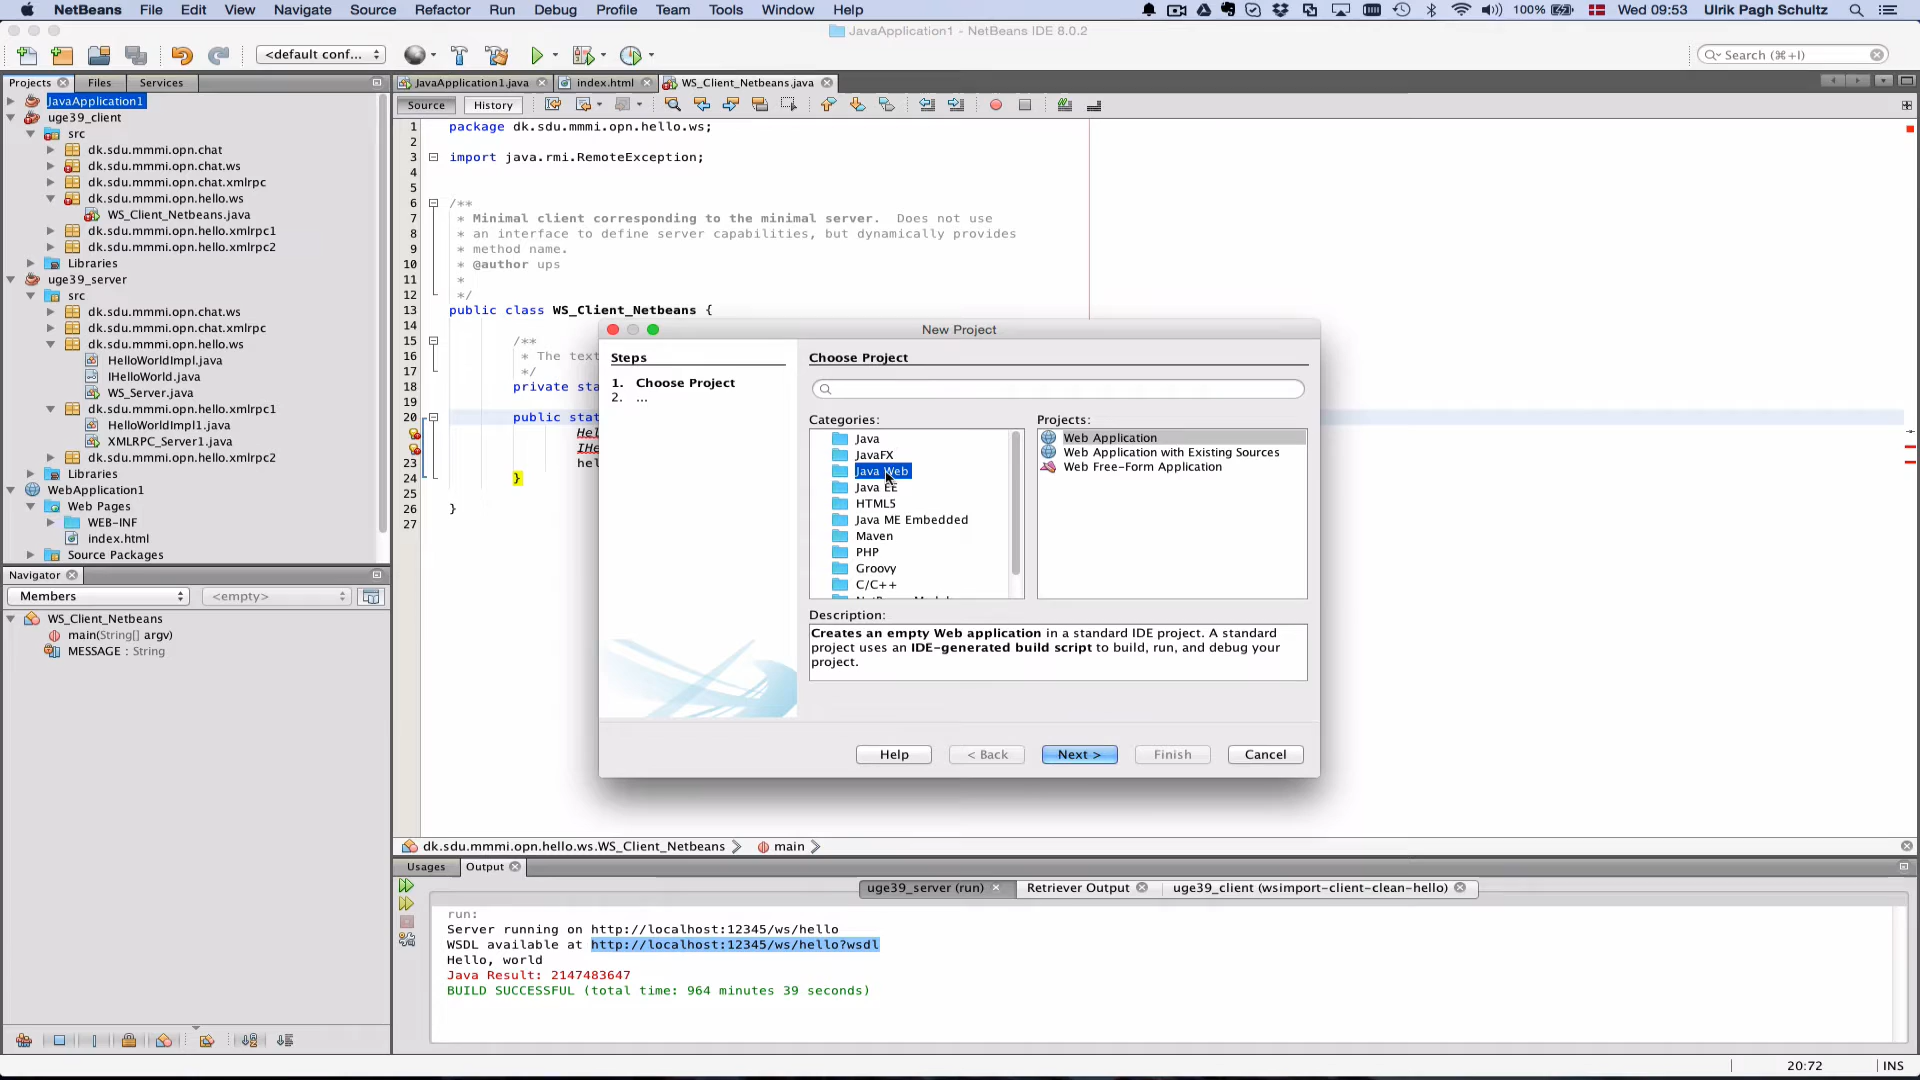 NetBeans File Edit View Navigate Source Refactor Run Debug Profile Team Tools Window Help 100% Wed 09:53 Ulrik Pagh Schultz
JavaApplication1 - NetBeans IDE 8.0.2
<default conf...
Search (⌘+I)
Projects Files Services
JavaApplication1
uge39_client
src
dk.sdu.mmmi.opn.chat
dk.sdu.mmmi.opn.chat.ws
dk.sdu.mmmi.opn.chat.xmlrpc
dk.sdu.mmmi.opn.hello.ws
WS_Client_Netbeans.java
dk.sdu.mmmi.opn.hello.xmlrpc1
dk.sdu.mmmi.opn.hello.xmlrpc2
Libraries
uge39_server
src
dk.sdu.mmmi.opn.chat.ws
dk.sdu.mmmi.opn.chat.xmlrpc
dk.sdu.mmmi.opn.hello.ws
HelloWorldImpl.java
IHelloWorld.java
WS_Server.java
dk.sdu.mmmi.opn.hello.xmlrpc1
HelloWorldImpl1.java
XMLRPC_Server1.java
dk.sdu.mmmi.opn.hello.xmlrpc2
Libraries
WebApplication1
Web Pages
WEB-INF
index.html
Source Packages
Navigator
Members <empty>
WS_Client_Netbeans
main(String[] argv)
MESSAGE : String
JavaApplication1.java index.html WS_Client_Netbeans.java
Source History
1 package dk.sdu.mmmi.opn.hello.ws;
2
3 import java.rmi.RemoteException;
4
5
6 /**
7 * Minimal client corresponding to the minimal server. Does not use
8 * an interface to define server capabilities, but dynamically provides
9 * method name.
10 * @author ups
11 *
12 */
13 public class WS_Client_Netbeans {
14
15 /**
16 * The text
17 */
18 private sta
19
20 public stat
Hel
IHe
23 hel
24 }
25
26 }
27
New Project
Steps
1. Choose Project
2. ...
Choose Project
Categories:
Java
JavaFX
Java Web
Java EE
HTML5
Java ME Embedded
Maven
PHP
Groovy
C/C++
Projects:
Web Application
Web Application with Existing Sources
Web Free-Form Application
Description:
Creates an empty Web application in a standard IDE project. A standard
project uses an IDE-generated build script to build, run, and debug your
project.
Help < Back Next > Finish Cancel
dk.sdu.mmmi.opn.hello.ws.WS_Client_Netbeans main
Usages Output
uge39_server (run) Retriever Output uge39_client (wsimport-client-clean-hello)
run:
Server running on http://localhost:12345/ws/hello
WSDL available at http://localhost:12345/ws/hello?wsdl
Hello, world
Java Result: 2147483647
BUILD SUCCESSFUL (total time: 964 minutes 39 seconds)
20:72 INS